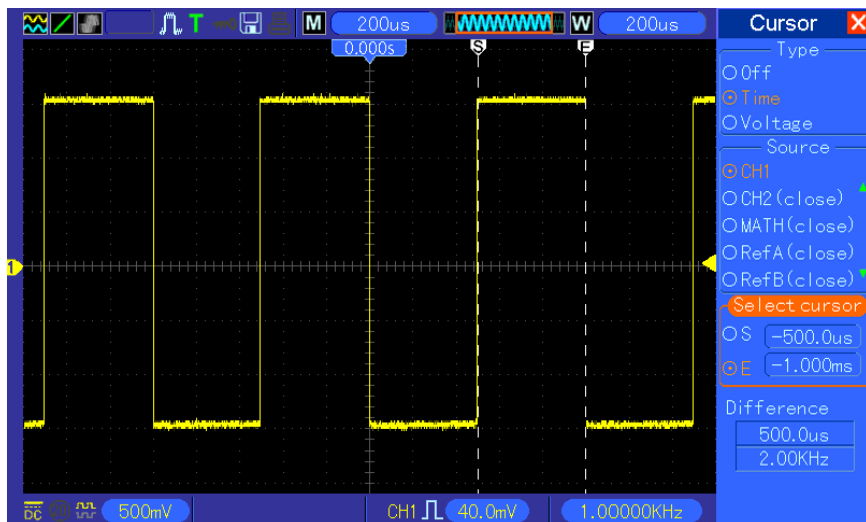 T M 200us W 200us
0.000s
S E
1
DC 500mV CH1 40.0mV 1.00000KHz
Cursor X
Type
Off
Time
Voltage
Source
CH1
CH2(close)
MATH(close)
RefA(close)
RefB(close)
Select cursor
S -500.0us
E -1.000ms
Difference
500.0us
2.00KHz